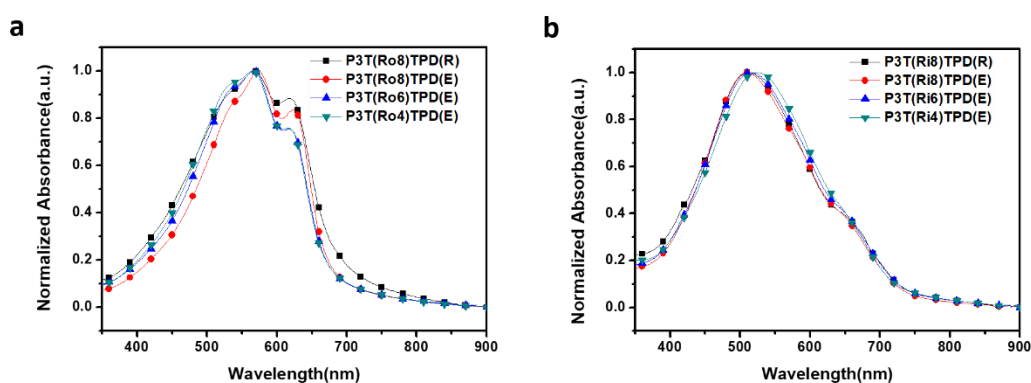 a
P3T(Ro8)TPD(R)
P3T(Ro8)TPD(E)
P3T(Ro6)TPD(E)
P3T(Ro4)TPD(E)
Normalized Absorbance(a.u.)
1.0
0.8
0.6
0.4
0.2
0.0
400 500 600 700 800 900
Wavelength(nm)
b
P3T(Ri8)TPD(R)
P3T(Ri8)TPD(E)
P3T(Ri6)TPD(E)
P3T(Ri4)TPD(E)
Normalized Absorbance(a.u.)
1.0
0.8
0.6
0.4
0.2
0.0
400 500 600 700 800 900
Wavelength(nm)